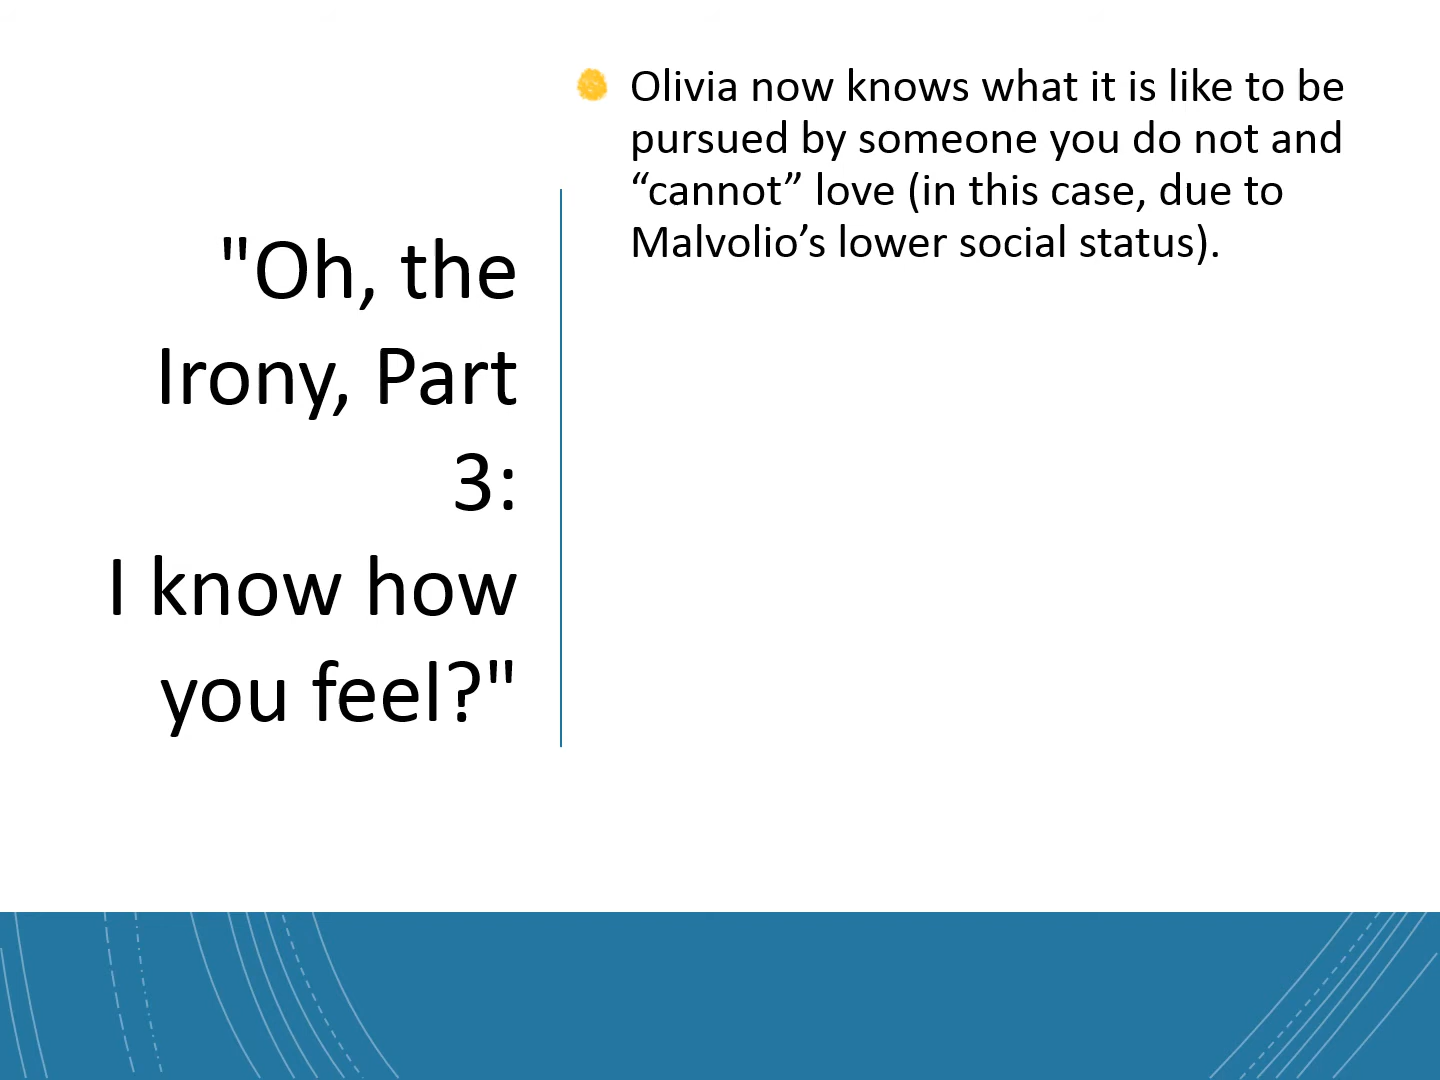 "Oh, the
Irony, Part
3:
I know how
you feel?"
Olivia now knows what it is like to be
pursued by someone you do not and
“cannot” love (in this case, due to
Malvolio’s lower social status).